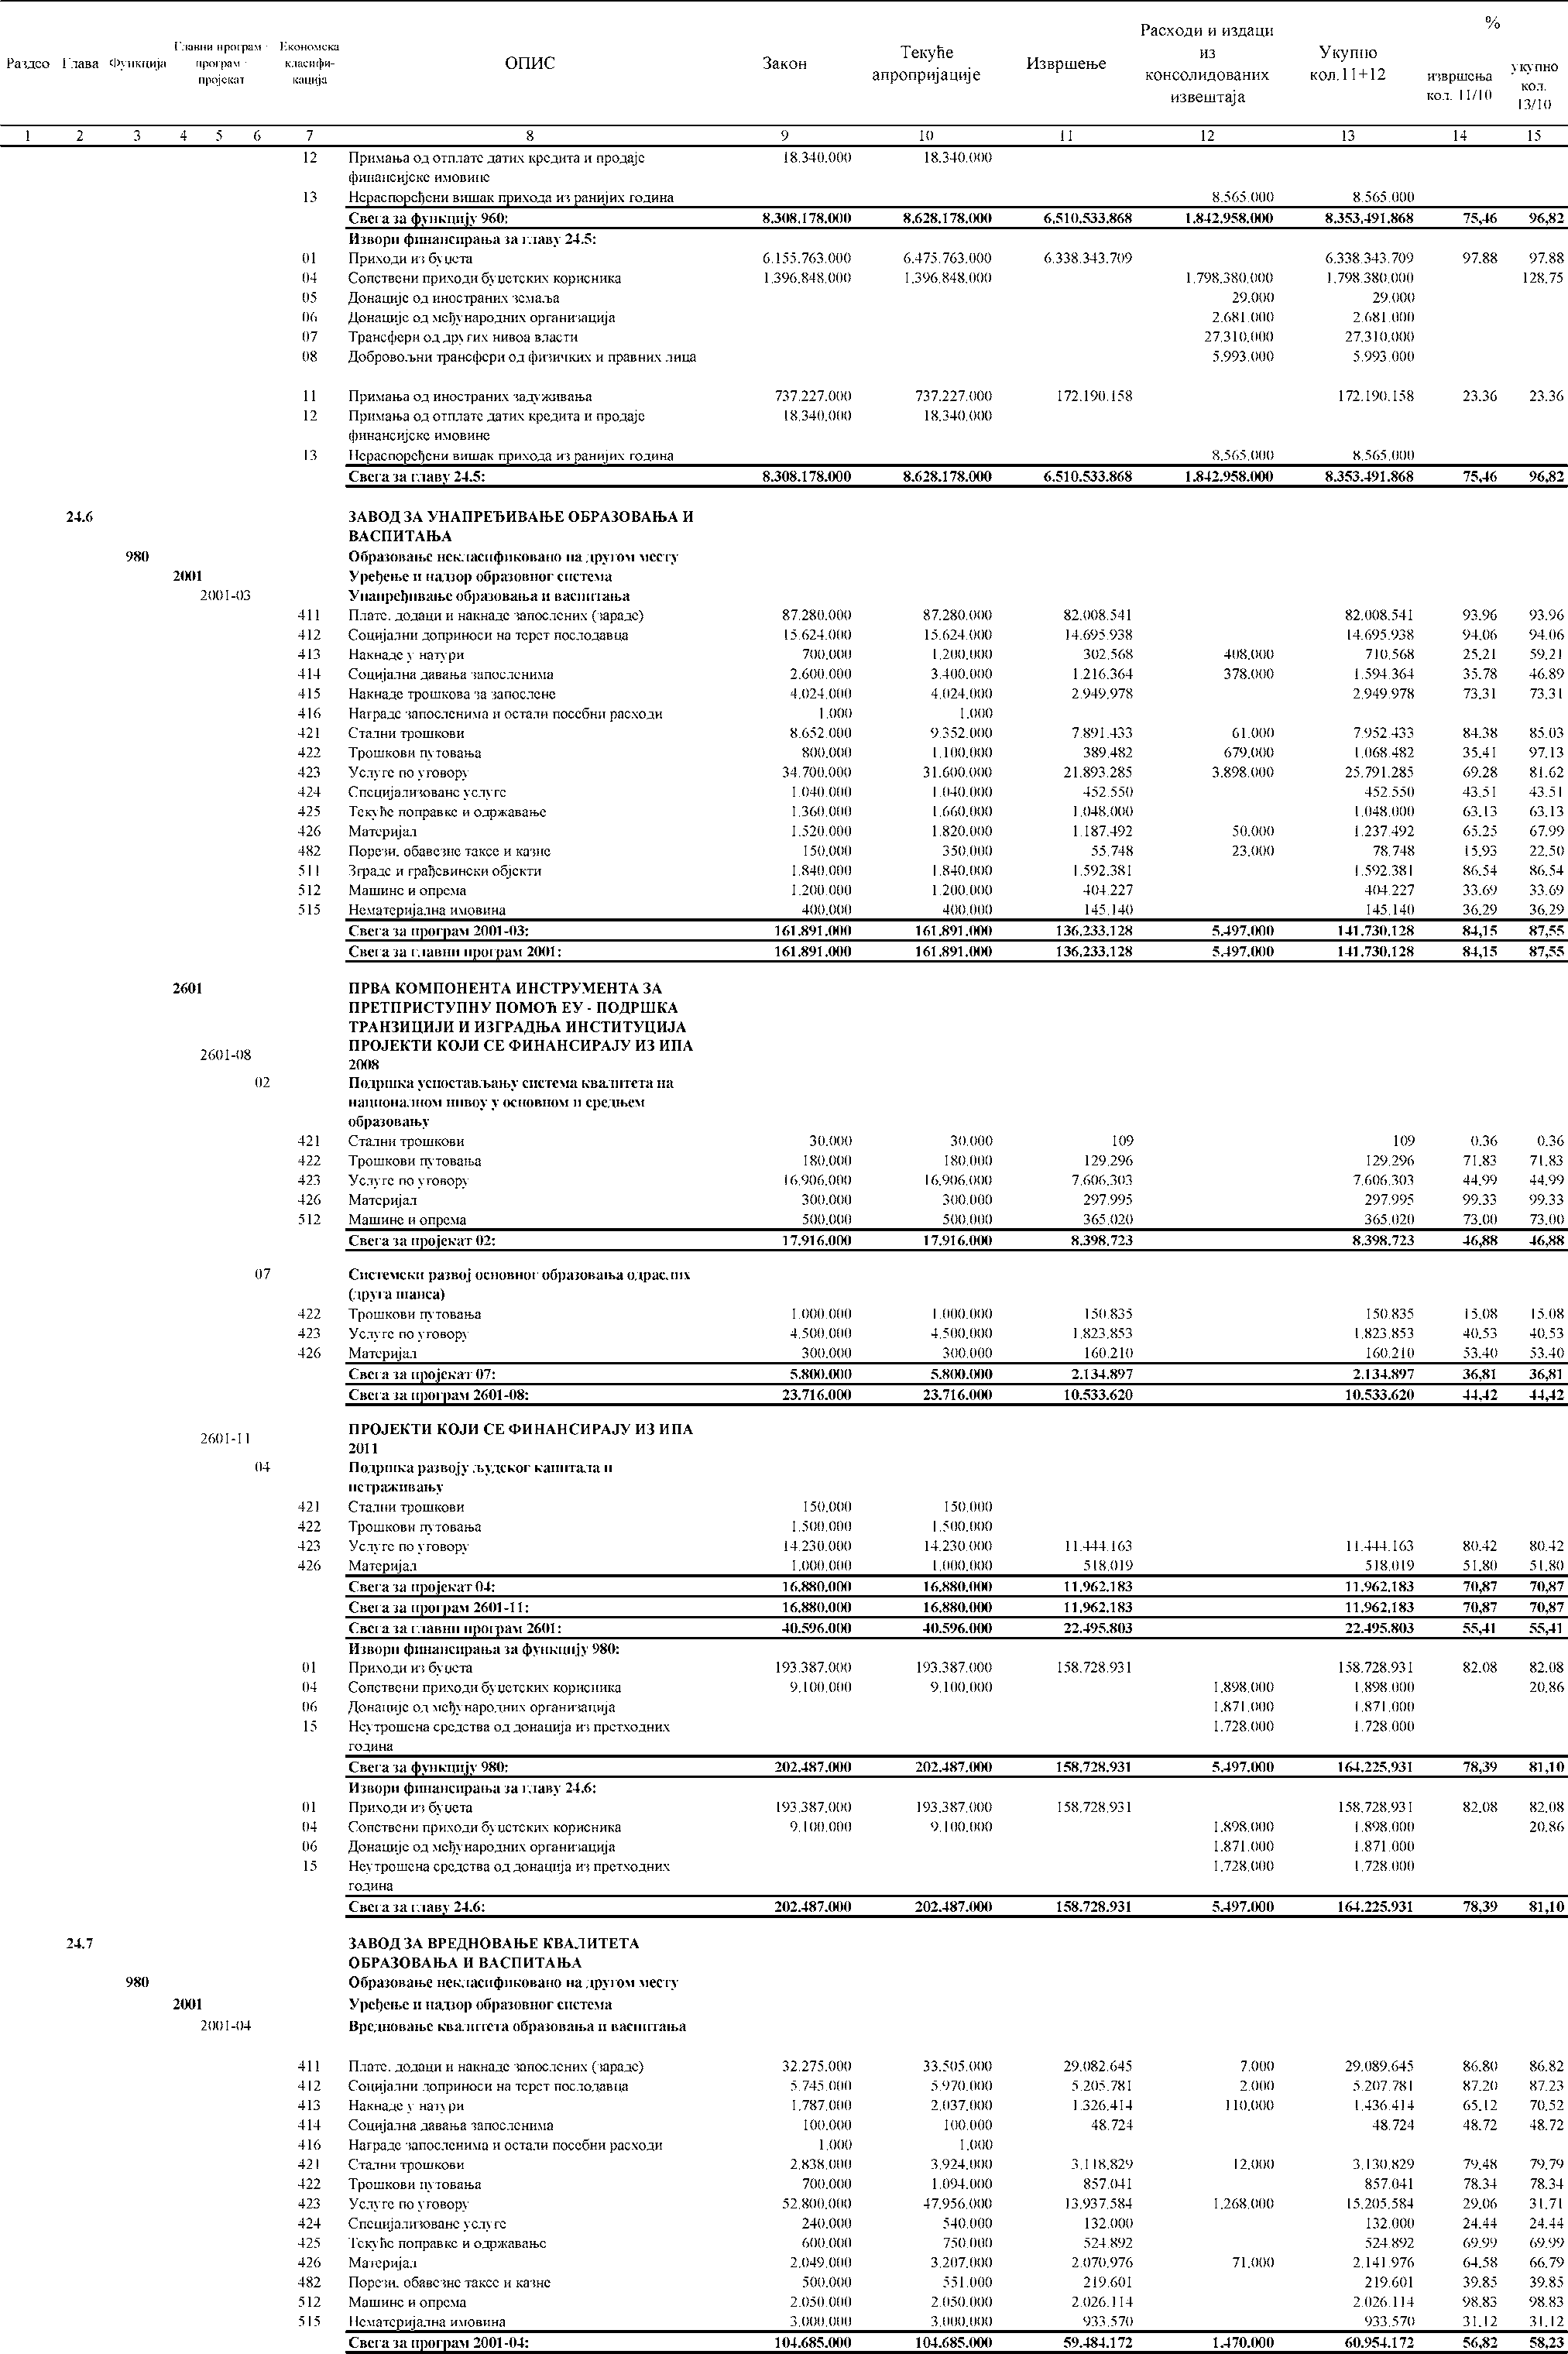 Раздео Глава Функција Главни програм - програм - пројекат Економска класифи-кација ОПИС Закон Текуће апропријације Извршење Расходи и издаци из консолидованих извештаја Укупно кол.11+12 % извршења кол. 11/10 укупно кол. 13/10
1 2 3 4 5 6 7 8 9 10 11 12 13 14 15
12 Примања од отплате датих кредита и продаје 18.340.000 18.340.000
финансијске имовине
13 Нераспоређени вишак прихода из ранијих година 8.565.000 8.565.000
Свега за функцију 960: 8.308.178.000 8.628.178.000 6.510.533.868 1.842.958.000 8.353.491.868 75,46 96,82
Извори финансирања за главу 24.5:
01 Приходи из буџета 6.155.763.000 6.475.763.000 6.338.343.709 6.338.343.709 97,88 97,88
04 Сопствени приходи буџетских корисника 1.396.848.000 1.396.848.000 1.798.380.000 1.798.380.000 128,75
05 Донације од иностраних земаља 29.000 29.000
06 Донације од међународних организација 2.681.000 2.681.000
07 Трансфери од других нивоа власти 27.310.000 27.310.000
08 Добровољни трансфери од физичких и правних лица 5.993.000 5.993.000
11 Примања од иностраних задуживања 737.227.000 737.227.000 172.190.158 172.190.158 23,36 23,36
12 Примања од отплате датих кредита и продаје 18.340.000 18.340.000
финансијске имовине
13 Нераспоређени вишак прихода из ранијих година 8.565.000 8.565.000
Свега за главу 24.5: 8.308.178.000 8.628.178.000 6.510.533.868 1.842.958.000 8.353.491.868 75,46 96,82
24.6 ЗАВОД ЗА УНАПРЕЂИВАЊЕ ОБРАЗОВАЊА И
ВАСПИТАЊА
980 Образовање некласификовано на другом месту
2001 Уређење и надзор образовног система
2001-03 Унапређивање образовања и васпитања
411 Плате, додаци и накнаде запослених (зараде) 87.280.000 87.280.000 82.008.541 82.008.541 93,96 93,96
412 Социјални доприноси на терет послодавца 15.624.000 15.624.000 14.695.938 14.695.938 94,06 94,06
413 Накнаде у натури 700.000 1.200.000 302.568 408.000 710.568 25,21 59,21
414 Социјална давања запосленима 2.600.000 3.400.000 1.216.364 378.000 1.594.364 35,78 46,89
415 Накнаде трошкова за запослене 4.024.000 4.024.000 2.949.978 2.949.978 73,31 73,31
416 Награде запосленима и остали посебни расходи 1.000 1.000
421 Стални трошкови 8.652.000 9.352.000 7.891.433 61.000 7.952.433 84,38 85,03
422 Трошкови путовања 800.000 1.100.000 389.482 679.000 1.068.482 35,41 97,13
423 Услуге по уговору 34.700.000 31.600.000 21.893.285 3.898.000 25.791.285 69,28 81,62
424 Специјализоване услуге 1.040.000 1.040.000 452.550 452.550 43,51 43,51
425 Текуће поправке и одржавање 1.360.000 1.660.000 1.048.000 1.048.000 63,13 63,13
426 Материјал 1.520.000 1.820.000 1.187.492 50.000 1.237.492 65,25 67,99
482 Порези, обавезне таксе и казне 150.000 350.000 55.748 23.000 78.748 15,93 22,50
511 Зграде и грађевински објекти 1.840.000 1.840.000 1.592.381 1.592.381 86,54 86,54
512 Машине и опрема 1.200.000 1.200.000 404.227 404.227 33,69 33,69
515 Нематеријална имовина 400.000 400.000 145.140 145.140 36,29 36,29
Свега за програм 2001-03: 161.891.000 161.891.000 136.233.128 5.497.000 141.730.128 84,15 87,55
Свега за главни програм 2001: 161.891.000 161.891.000 136.233.128 5.497.000 141.730.128 84,15 87,55
2601 ПРВА КОМПОНЕНТА ИНСТРУМЕНТА ЗА
ПРЕТПРИСТУПНУ ПОМОЋ ЕУ - ПОДРШКА
ТРАНЗИЦИЈИ И ИЗГРАДЊА ИНСТИТУЦИЈА
2601-08 ПРОЈЕКТИ КОЈИ СЕ ФИНАНСИРАЈУ ИЗ ИПА
2008
02 Подршка успостављању система квалитета на
националном нивоу у основном и средњем
образовању
421 Стални трошкови 30.000 30.000 109 109 0,36 0,36
422 Трошкови путовања 180.000 180.000 129.296 129.296 71,83 71,83
423 Услуге по уговору 16.906.000 16.906.000 7.606.303 7.606.303 44,99 44,99
426 Материјал 300.000 300.000 297.995 297.995 99,33 99,33
512 Машине и опрема 500.000 500.000 365.020 365.020 73,00 73,00
Свега за пројекат 02: 17.916.000 17.916.000 8.398.723 8.398.723 46,88 46,88
07 Системски развој основног образовања одраслих
(друга шанса)
422 Трошкови путовања 1.000.000 1.000.000 150.835 150.835 15,08 15,08
423 Услуге по уговору 4.500.000 4.500.000 1.823.853 1.823.853 40,53 40,53
426 Материјал 300.000 300.000 160.210 160.210 53,40 53,40
Свега за пројекат 07: 5.800.000 5.800.000 2.134.897 2.134.897 36,81 36,81
Свега за програм 2601-08: 23.716.000 23.716.000 10.533.620 10.533.620 44,42 44,42
2601-11 ПРОЈЕКТИ КОЈИ СЕ ФИНАНСИРАЈУ ИЗ ИПА
2011
04 Подршка развоју људског капитала и
истраживању
421 Стални трошкови 150.000 150.000
422 Трошкови путовања 1.500.000 1.500.000
423 Услуге по уговору 14.230.000 14.230.000 11.444.163 11.444.163 80,42 80,42
426 Материјал 1.000.000 1.000.000 518.019 518.019 51,80 51,80
Свега за пројекат 04: 16.880.000 16.880.000 11.962.183 11.962.183 70,87 70,87
Свега за програм 2601-11: 16.880.000 16.880.000 11.962.183 11.962.183 70,87 70,87
Свега за главни програм 2601: 40.596.000 40.596.000 22.495.803 22.495.803 55,41 55,41
Извори финансирања за функцију 980:
01 Приходи из буџета 193.387.000 193.387.000 158.728.931 158.728.931 82,08 82,08
04 Сопствени приходи буџетских корисника 9.100.000 9.100.000 1.898.000 1.898.000 20,86
06 Донације од међународних организација 1.871.000 1.871.000
15 Неутрошена средства од донација из претходних 1.728.000 1.728.000
година
Свега за функцију 980: 202.487.000 202.487.000 158.728.931 5.497.000 164.225.931 78,39 81,10
Извори финансирања за главу 24.6:
01 Приходи из буџета 193.387.000 193.387.000 158.728.931 158.728.931 82,08 82,08
04 Сопствени приходи буџетских корисника 9.100.000 9.100.000 1.898.000 1.898.000 20,86
06 Донације од међународних организација 1.871.000 1.871.000
15 Неутрошена средства од донација из претходних 1.728.000 1.728.000
година
Свега за главу 24.6: 202.487.000 202.487.000 158.728.931 5.497.000 164.225.931 78,39 81,10
24.7 ЗАВОД ЗА ВРЕДНОВАЊЕ КВАЛИТЕТА
ОБРАЗОВАЊА И ВАСПИТАЊА
980 Образовање некласификовано на другом месту
2001 Уређење и надзор образовног система
2001-04 Вредновање квалитета образовања и васпитања
411 Плате, додаци и накнаде запослених (зараде) 32.275.000 33.505.000 29.082.645 7.000 29.089.645 86,80 86,82
412 Социјални доприноси на терет послодавца 5.745.000 5.970.000 5.205.781 2.000 5.207.781 87,20 87,23
413 Накнаде у натури 1.787.000 2.037.000 1.326.414 110.000 1.436.414 65,12 70,52
414 Социјална давања запосленима 100.000 100.000 48.724 48.724 48,72 48,72
416 Награде запосленима и остали посебни расходи 1.000 1.000
421 Стални трошкови 2.838.000 3.924.000 3.118.829 12.000 3.130.829 79,48 79,79
422 Трошкови путовања 700.000 1.094.000 857.041 857.041 78,34 78,34
423 Услуге по уговору 52.800.000 47.956.000 13.937.584 1.268.000 15.205.584 29,06 31,71
424 Специјализоване услуге 240.000 540.000 132.000 132.000 24,44 24,44
425 Текуће поправке и одржавање 600.000 750.000 524.892 524.892 69,99 69,99
426 Материјал 2.049.000 3.207.000 2.070.976 71.000 2.141.976 64,58 66,79
482 Порези, обавезне таксе и казне 500.000 551.000 219.601 219.601 39,85 39,85
512 Машине и опрема 2.050.000 2.050.000 2.026.114 2.026.114 98,83 98,83
515 Нематеријална имовина 3.000.000 3.000.000 933.570 933.570 31,12 31,12
Свега за програм 2001-04: 104.685.000 104.685.000 59.484.172 1.470.000 60.954.172 56,82 58,23